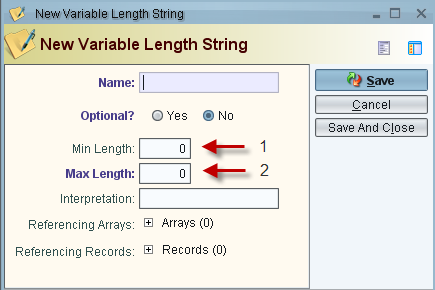 New Variable Length String
New Variable Length String
Name:
Save
Optional? Yes No
Cancel
Save And Close
Min Length: 0 1
Max Length: 0 2
Interpretation:
Referencing Arrays: Arrays (0)
Referencing Records: Records (0)